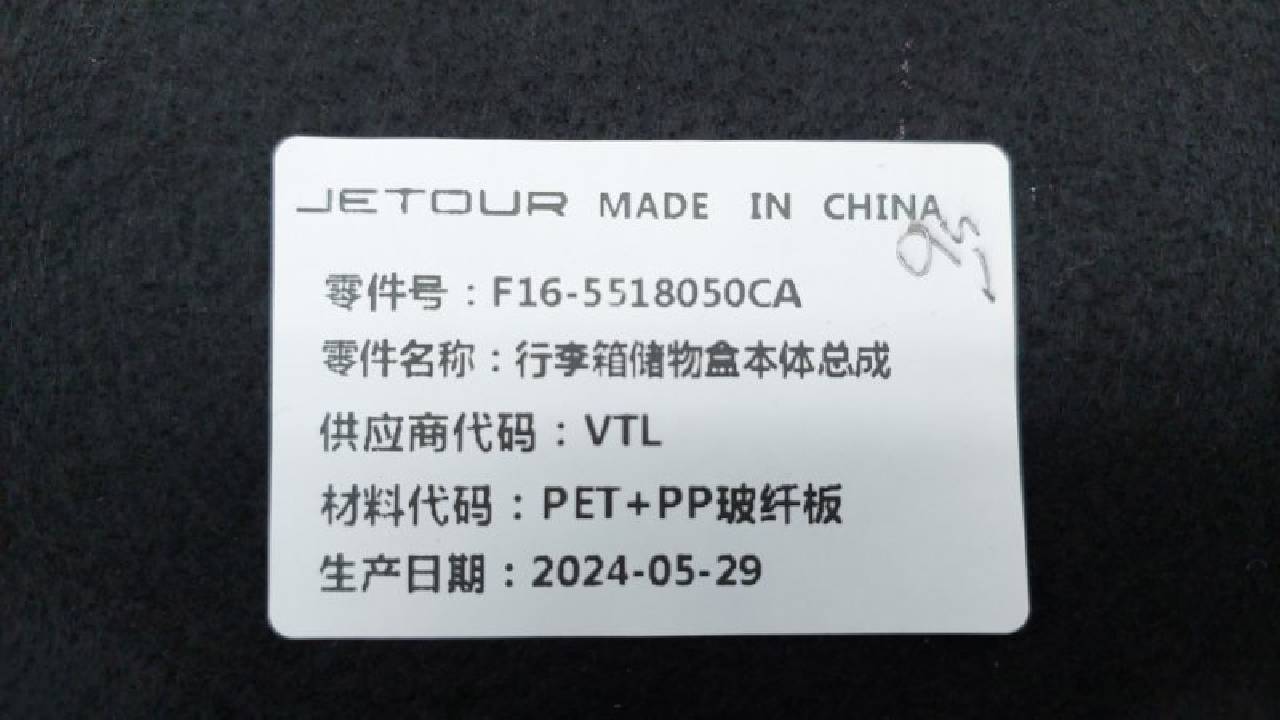 JETOUR MADE IN CHINA
零件号：F16-5518050CA
零件名称：行李箱储物盒本体总成
供应商代码：VTL
材料代码：PET+PP玻纤板
生产日期：2024-05-29